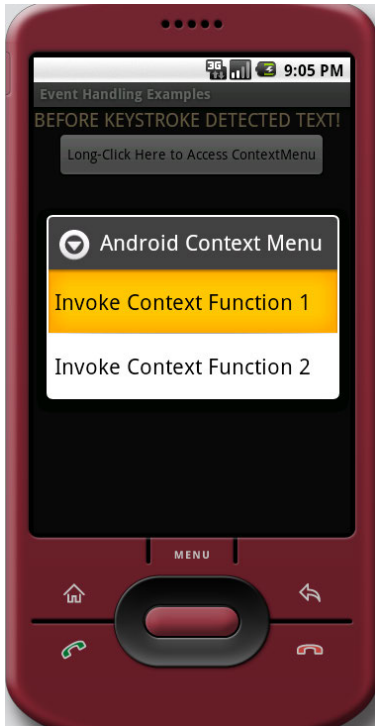 3G
9:05 PM
Event Handling Examples
BEFORE KEYSTROKE DETECTED TEXT!
Long-Click Here to Access ContextMenu
Android Context Menu
Invoke Context Function 1
Invoke Context Function 2
MENU